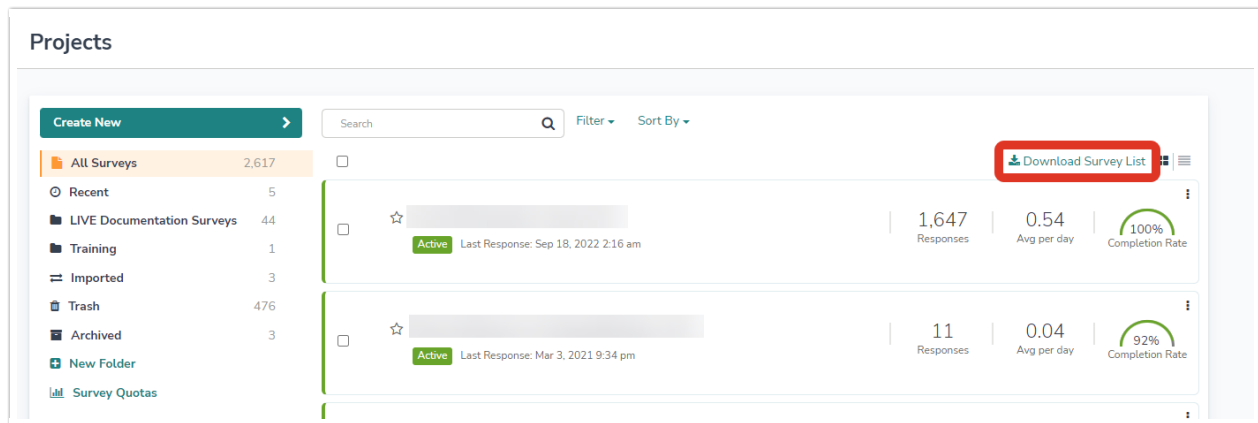 Projects
Create New
Search
Filter
Sort By
All Surveys 2,617
Download Survey List
Recent 5
LIVE Documentation Surveys 44
Training 1
Imported 3
Trash 476
Archived 3
New Folder
Survey Quotas
Active Last Response: Sep 18, 2022 2:16 am
1,647 Responses
0.54 Avg per day
100% Completion Rate
Active Last Response: Mar 3, 2021 9:34 pm
11 Responses
0.04 Avg per day
92% Completion Rate